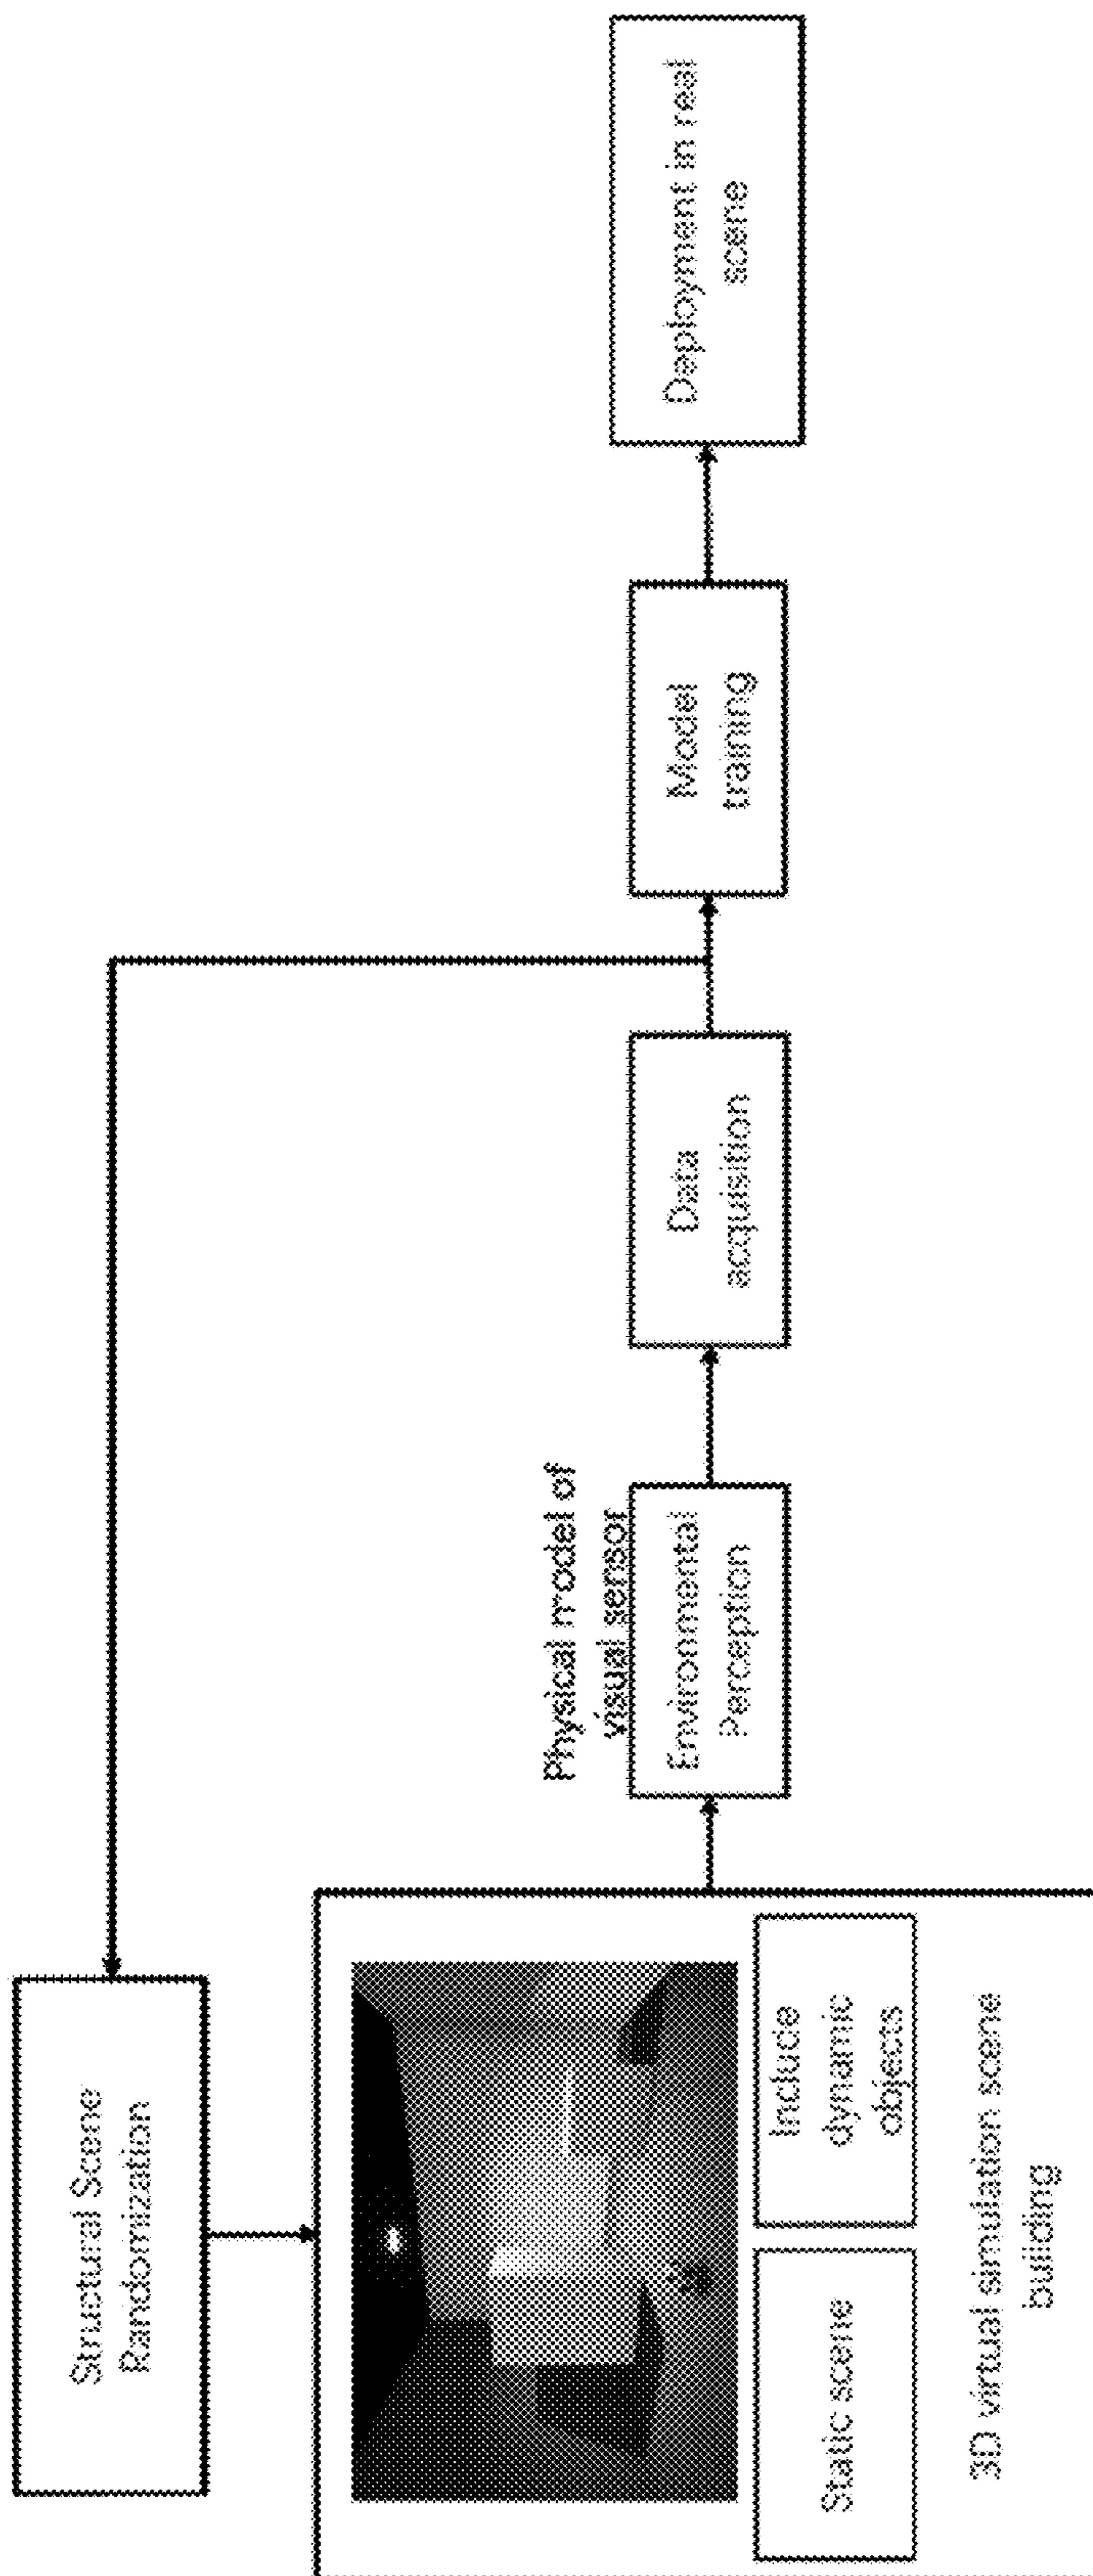 Structural Scene
Randomization
Static scene
Include
dynamic
objects
3D virtual simulation scene
building
Physical model of
visual sensor
Environmental
Perception
Data
acquisition
Model
training
Deployment in real
scene